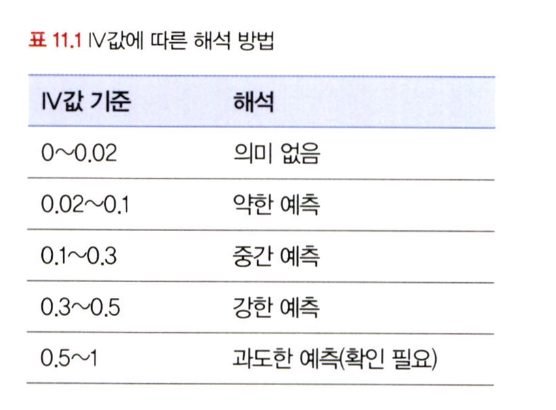 표 11.1 IV값에 따른 해석 방법
IV값 기준 해석
0~0.02 의미 없음
0.02~0.1 약한 예측
0.1~0.3 중간 예측
0.3~0.5 강한 예측
0.5~1 과도한 예측(확인 필요)